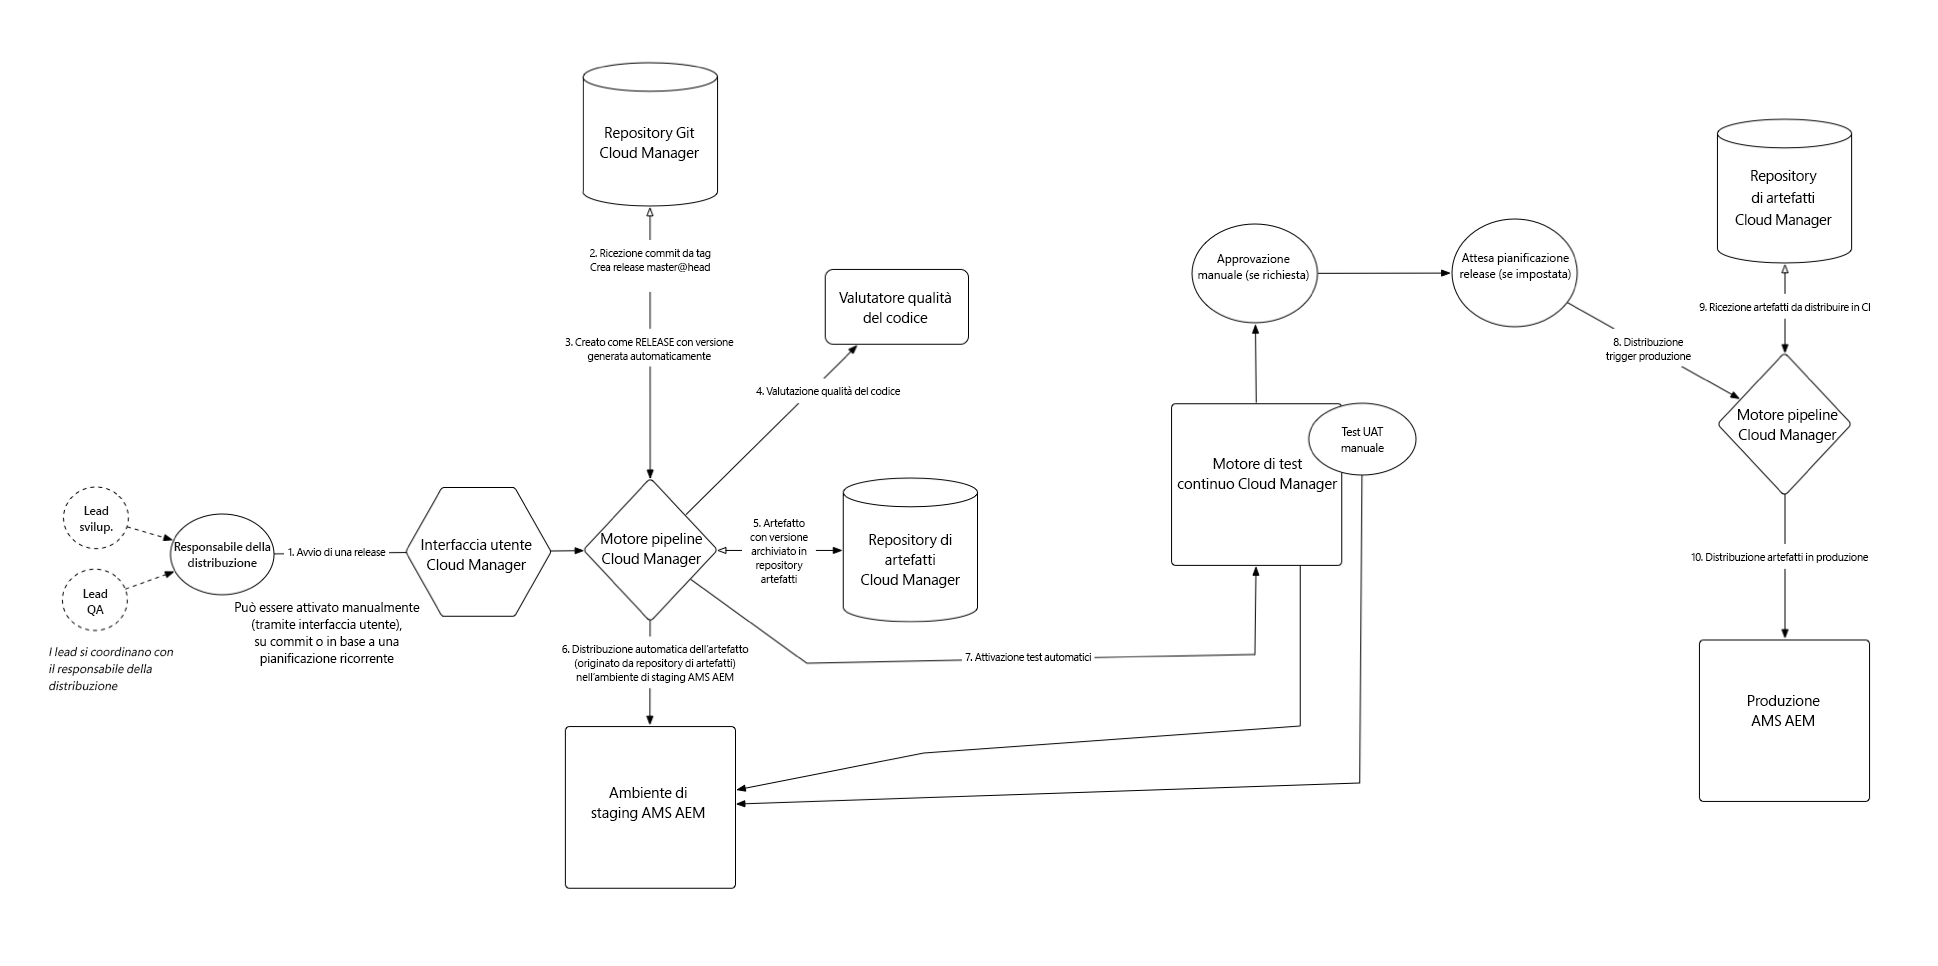 Repository Git
Cloud Manager
2. Ricezione commit da tag
Crea release master@head
3. Creato come RELEASE con versione
generata automaticamente
Valutatore qualità
del codice
4. Valutazione qualità del codice
Lead
svilup.
Lead
QA
I lead si coordinano con
il responsabile della
distribuzione
Responsabile della
distribuzione
1. Avvio di una release
Può essere attivato manualmente
(tramite interfaccia utente),
su commit o in base a una
pianificazione ricorrente
Interfaccia utente
Cloud Manager
Motore pipeline
Cloud Manager
5. Artefatto
con versione
archiviato in
repository
artefatti
Repository di
artefatti
Cloud Manager
6. Distribuzione automatica dell'artefatto
(originato da repository di artefatti)
nell'ambiente di staging AMS AEM
Ambiente di
staging AMS AEM
7. Attivazione test automatici
Motore di test
continuo Cloud Manager
Test UAT
manuale
Approvazione
manuale (se richiesta)
Attesa pianificazione
release (se impostata)
8. Distribuzione
trigger produzione
Repository
di artefatti
Cloud Manager
9. Ricezione artefatti da distribuire in CI
Motore pipeline
Cloud Manager
10. Distribuzione artefatti in produzione
Produzione
AMS AEM